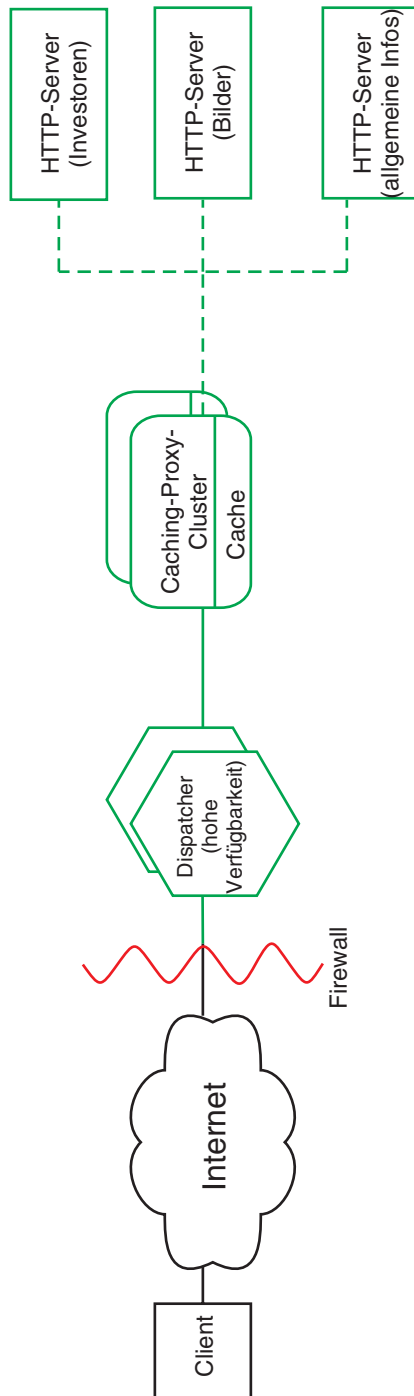 Client
Internet
Firewall
Dispatcher
(hohe
Verfügbarkeit)
Caching-Proxy-
Cluster
Cache
HTTP-Server
(Investoren)
HTTP-Server
(Bilder)
HTTP-Server
(allgemeine Infos)